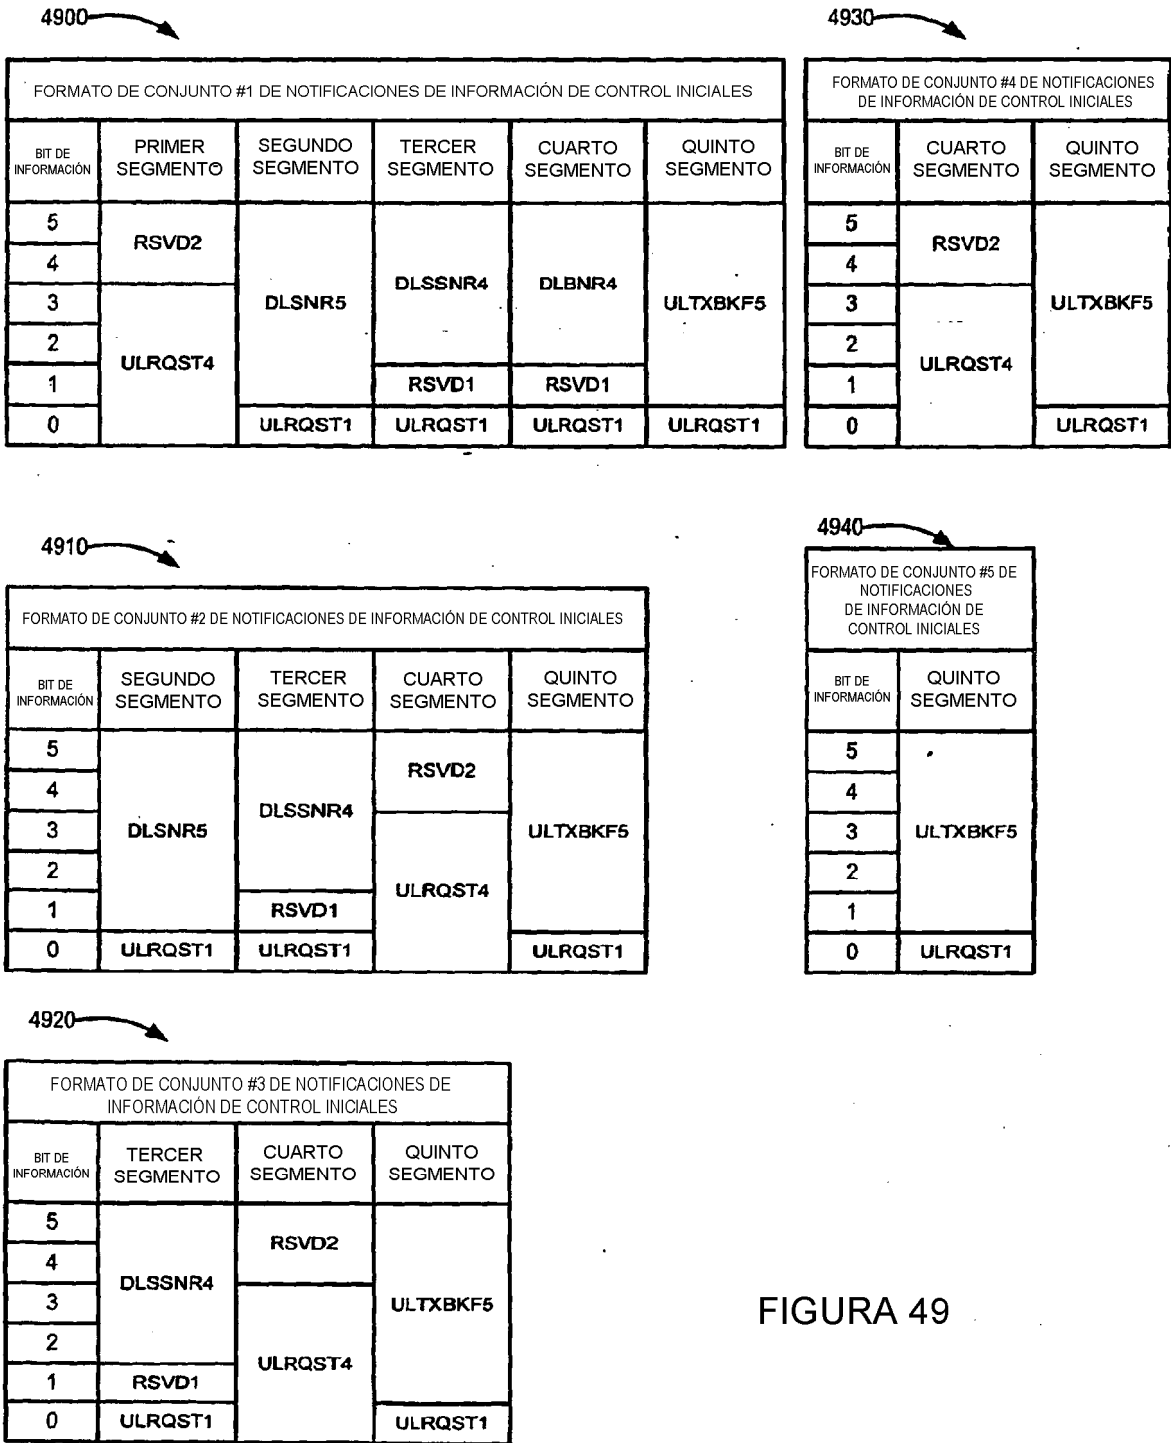 4900
FORMATO DE CONJUNTO #1 DE NOTIFICACIONES DE INFORMACIÓN DE CONTROL INICIALES
BIT DE INFORMACIÓN
PRIMER SEGMENTO
SEGUNDO SEGMENTO
TERCER SEGMENTO
CUARTO SEGMENTO
QUINTO SEGMENTO
5
4
3
2
1
0
RSVD2
ULRQST4
DLSNR5
ULRQST1
DLSSNR4
RSVD1
ULRQST1
DLBNR4
RSVD1
ULRQST1
ULTXBKF5
ULRQST1
4930
FORMATO DE CONJUNTO #4 DE NOTIFICACIONES
DE INFORMACIÓN DE CONTROL INICIALES
BIT DE INFORMACIÓN
CUARTO SEGMENTO
QUINTO SEGMENTO
5
4
3
2
1
0
RSVD2
ULRQST4
ULTXBKF5
ULRQST1
4910
FORMATO DE CONJUNTO #2 DE NOTIFICACIONES DE INFORMACIÓN DE CONTROL INICIALES
BIT DE INFORMACIÓN
SEGUNDO SEGMENTO
TERCER SEGMENTO
CUARTO SEGMENTO
QUINTO SEGMENTO
5
4
3
2
1
0
DLSNR5
ULRQST1
DLSSNR4
RSVD1
ULRQST1
RSVD2
ULRQST4
ULTXBKF5
ULRQST1
4940
FORMATO DE CONJUNTO #5 DE
NOTIFICACIONES
DE INFORMACIÓN DE
CONTROL INICIALES
BIT DE INFORMACIÓN
QUINTO SEGMENTO
5
4
3
2
1
0
ULTXBKF5
ULRQST1
4920
FORMATO DE CONJUNTO #3 DE NOTIFICACIONES DE
INFORMACIÓN DE CONTROL INICIALES
BIT DE INFORMACIÓN
TERCER SEGMENTO
CUARTO SEGMENTO
QUINTO SEGMENTO
5
4
3
2
1
0
DLSSNR4
RSVD1
ULRQST1
RSVD2
ULRQST4
ULTXBKF5
ULRQST1
FIGURA 49